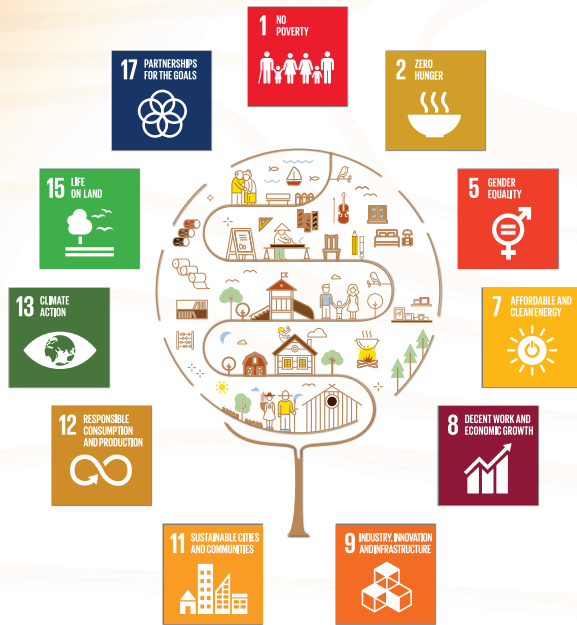 1 NO
POVERTY
2 ZERO
HUNGER
5 GENDER
EQUALITY
7 AFFORDABLE AND
CLEAN ENERGY
8 DECENT WORK AND
ECONOMIC GROWTH
9 INDUSTRY, INNOVATION
AND INFRASTRUCTURE
11 SUSTAINABLE CITIES
AND COMMUNITIES
12 RESPONSIBLE
CONSUMPTION
AND PRODUCTION
13 CLIMATE
ACTION
15 LIFE
ON LAND
17 PARTNERSHIPS
FOR THE GOALS